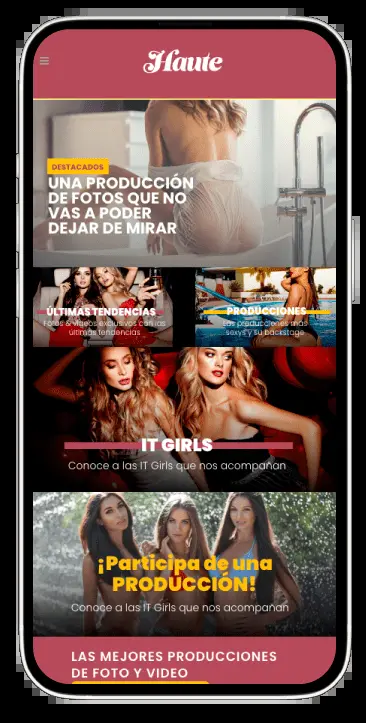 Haute
DESTACADOS
UNA PRODUCCIÓN
DE FOTOS QUE NO
VAS A PODER
DEJAR DE MIRAR
ÚLTIMAS TENDENCIAS
Fotos & videos exclusivos con las
últimas tendencias
PRODUCCIONES
Las producciones más
sexys y su backstage
IT GIRLS
Conoce a las IT Girls que nos acompañan
¡Participa de una
PRODUCCIÓN!
Conoce a las IT Girls que nos acompañan
LAS MEJORES PRODUCCIONES
DE FOTO Y VIDEO